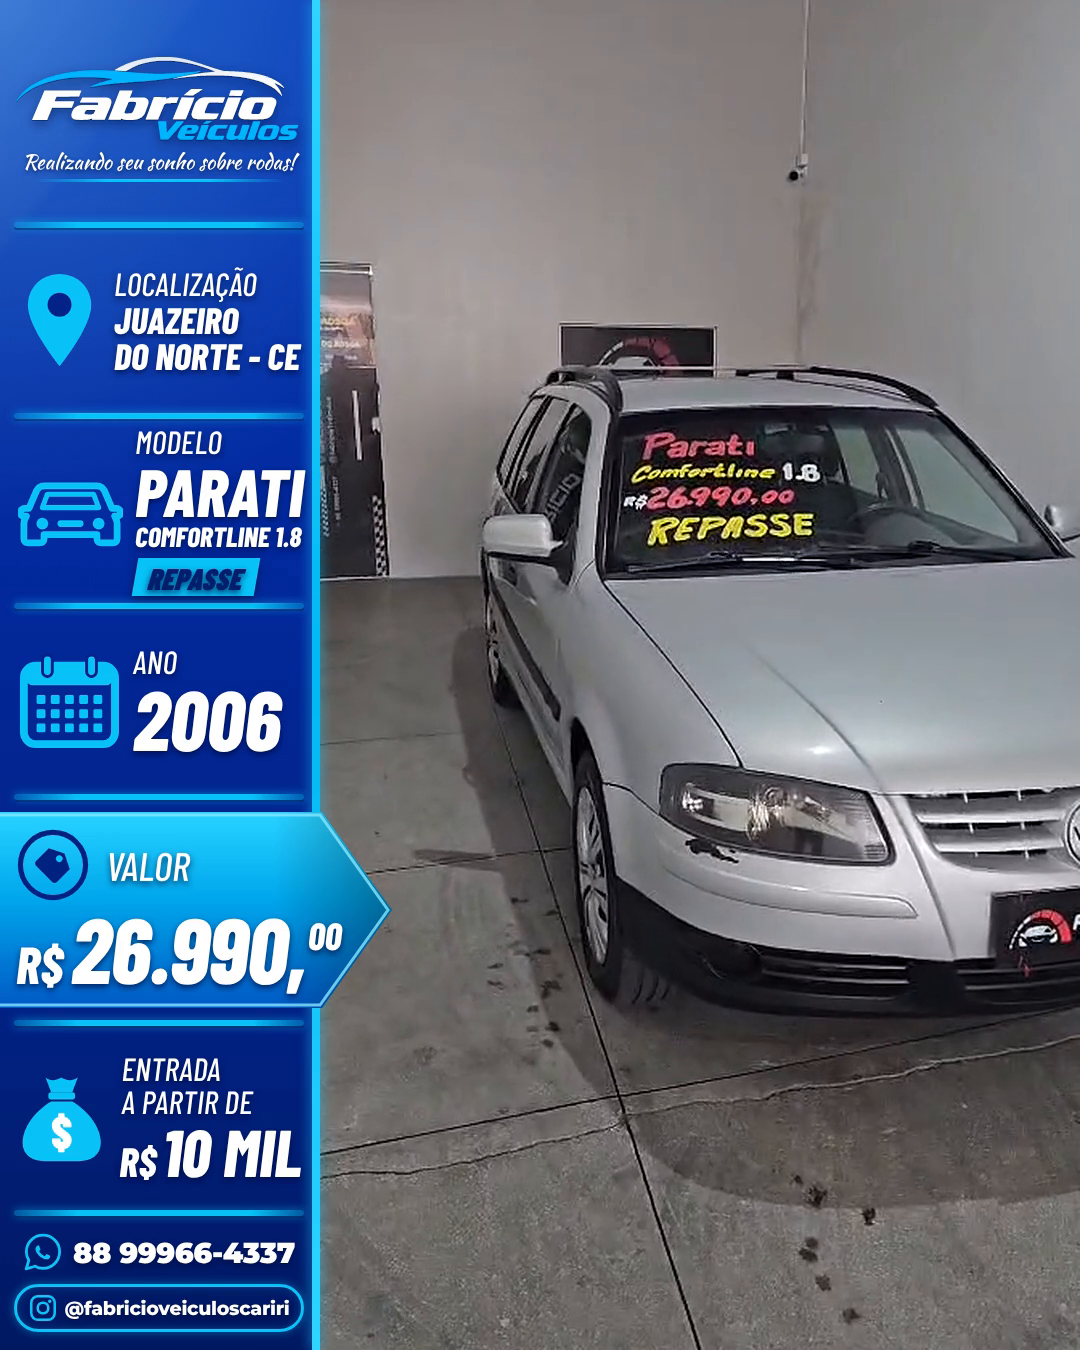 Fabrício
Veículos
Realizando seu sonho sobre rodas!
LOCALIZAÇÃO
JUAZEIRO
DO NORTE - CE
MODELO
PARATI
COMFORTLINE 1.8
REPASSE
ANO
2006
VALOR
R$ 26.990,00
ENTRADA
A PARTIR DE
R$ 10 MIL
88 99966-4337
@fabricioveiculoscariri
Parati
Comfortline 1.8
R$26.990,00
REPASSE